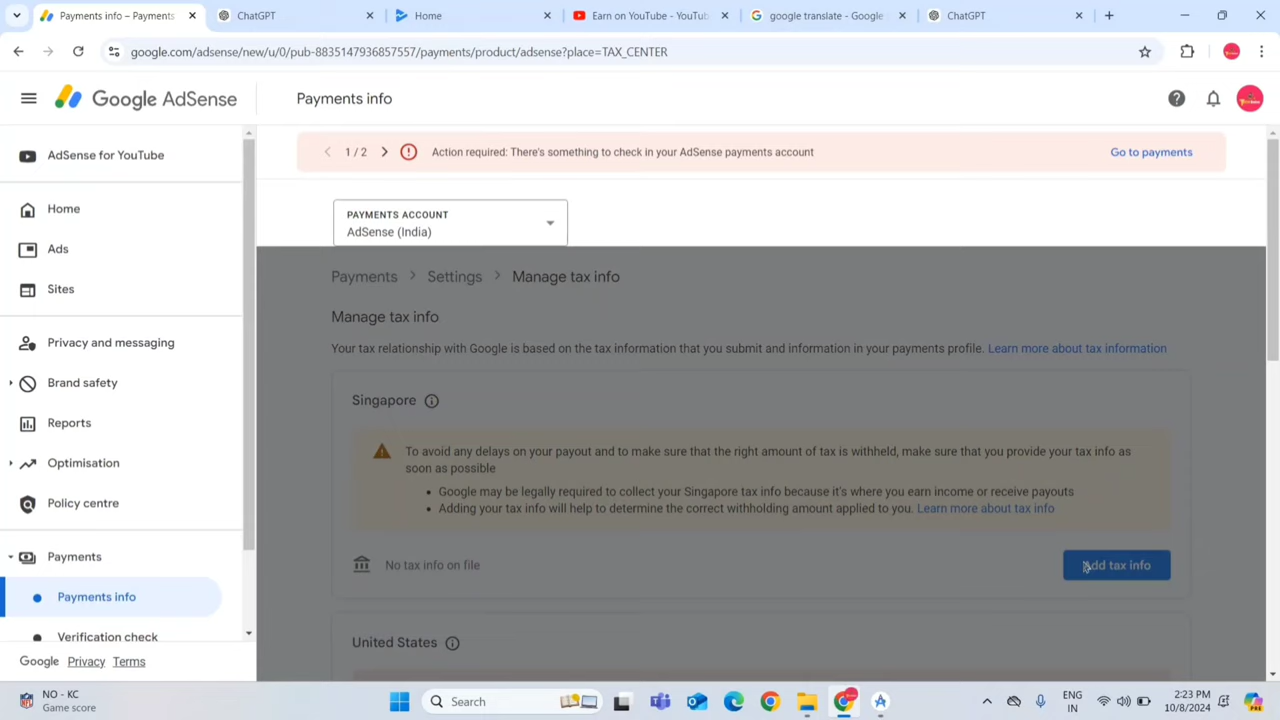 Payments info – Payments
ChatGPT
Home
Earn on YouTube - YouTub
google translate - Google
ChatGPT
google.com/adsense/new/u/0/pub-8835147936857557/payments/product/adsense?place=TAX_CENTER
Google AdSense
Payments info
AdSense for YouTube
1 / 2
Action required: There's something to check in your AdSense payments account
Go to payments
Home
Ads
Sites
Privacy and messaging
Brand safety
Reports
Optimisation
Policy centre
Payments
Payments info
Verification check
Google Privacy Terms
PAYMENTS ACCOUNT
AdSense (India)
Payments > Settings > Manage tax info
Manage tax info
Your tax relationship with Google is based on the tax information that you submit and information in your payments profile. Learn more about tax information
Singapore
To avoid any delays on your payout and to make sure that the right amount of tax is withheld, make sure that you provide your tax info as
soon as possible
• Google may be legally required to collect your Singapore tax info because it's where you earn income or receive payouts
• Adding your tax info will help to determine the correct withholding amount applied to you. Learn more about tax info
No tax info on file
Add tax info
United States
NO - KC
Game score
Search
ENG
IN
2:23 PM
10/8/2024